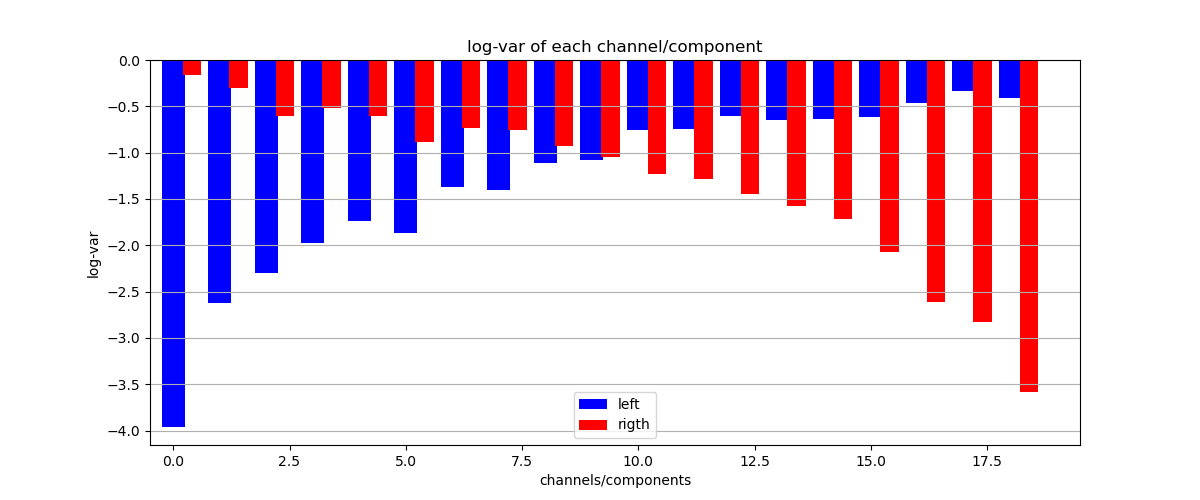 log-var of each channel/component
0.0
−0.5
−1.0
−1.5
−2.0
−2.5
−3.0
−3.5
−4.0
log-var
left
rigth
0.0 2.5 5.0 7.5 10.0 12.5 15.0 17.5
channels/components